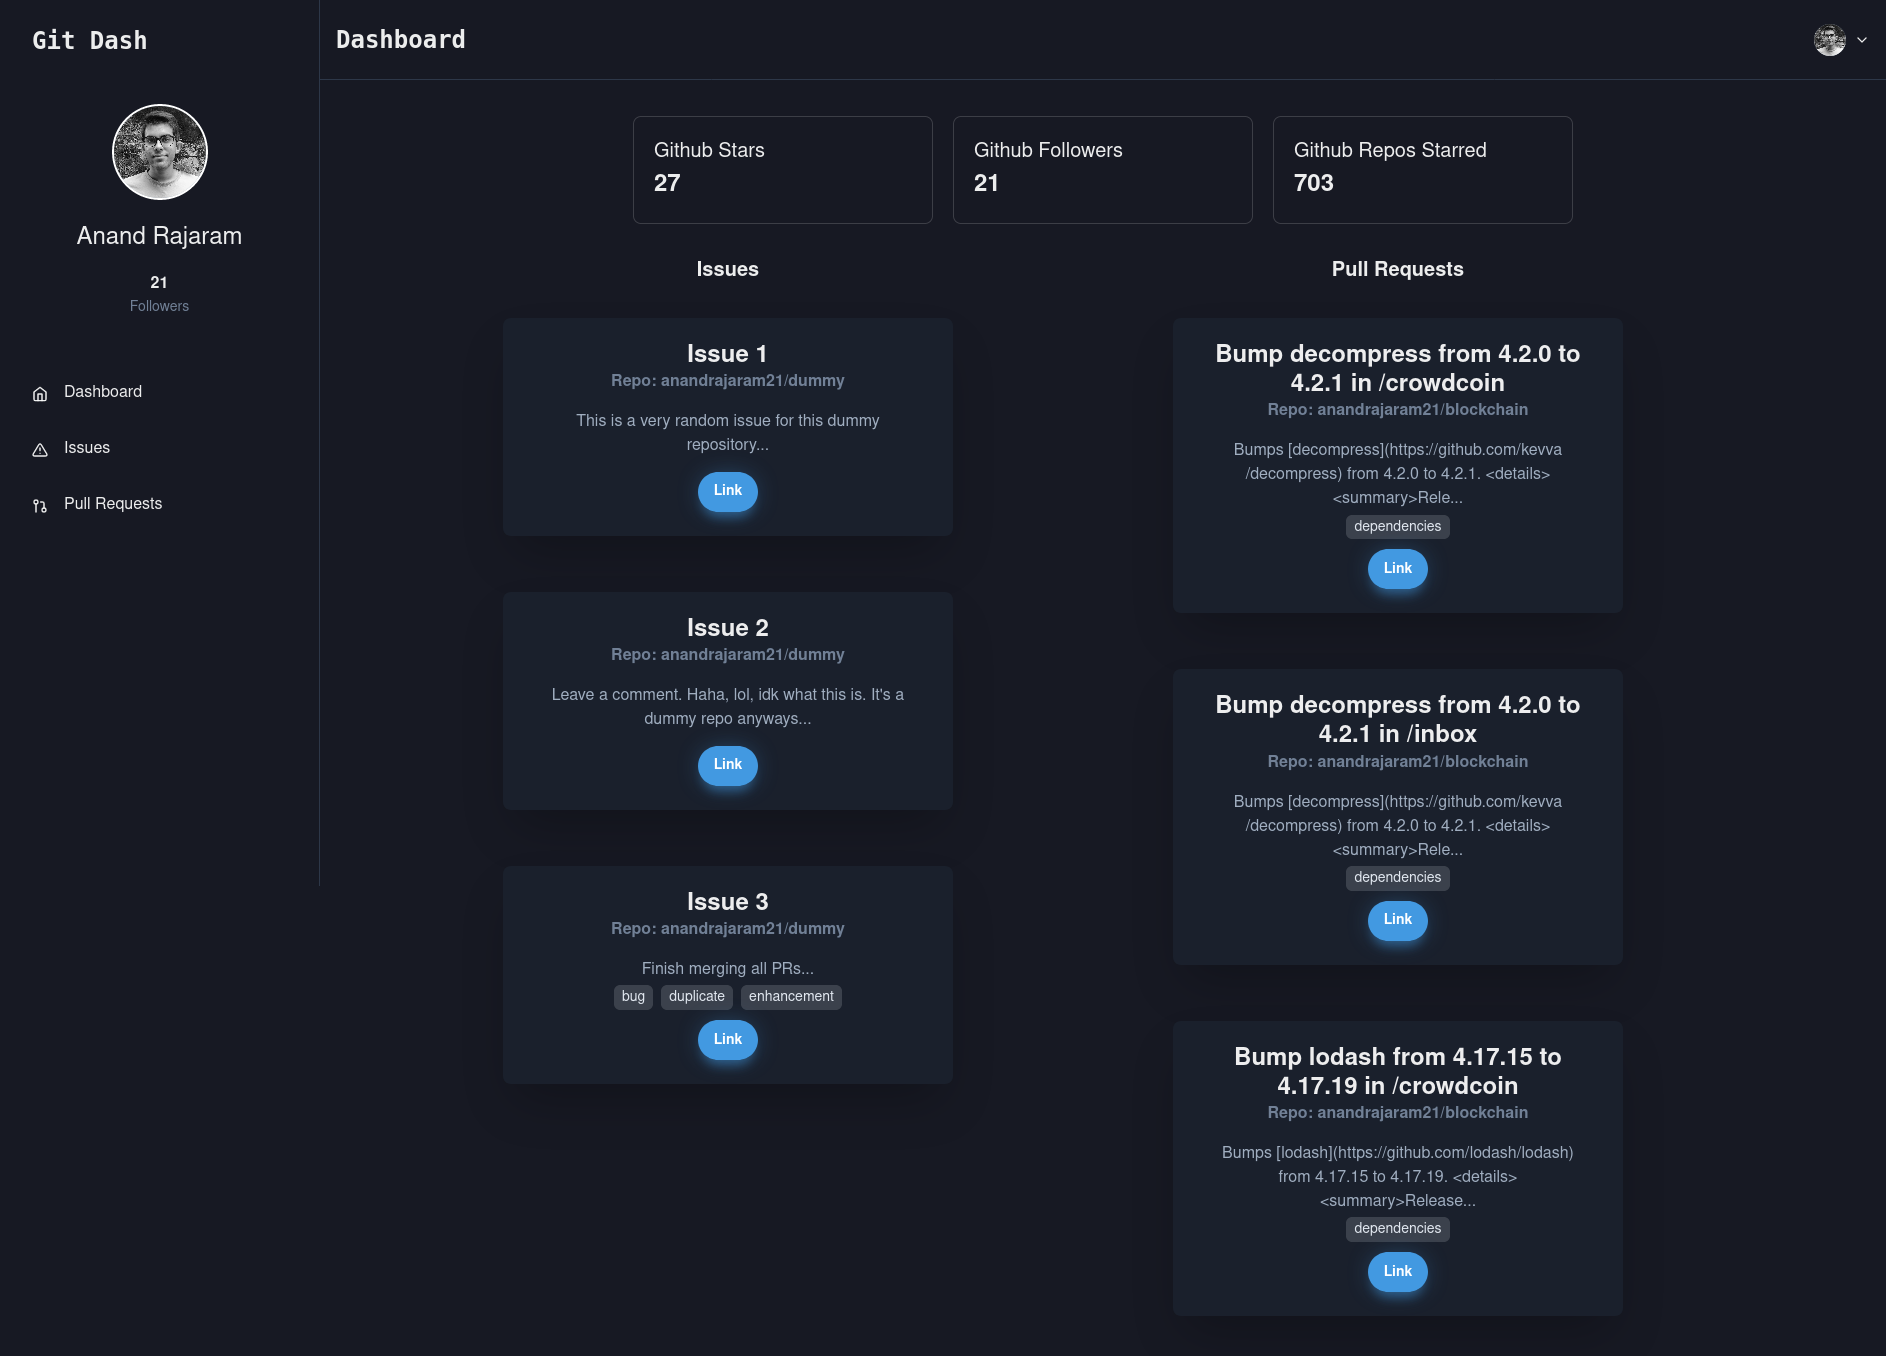 Git Dash
Anand Rajaram
21
Followers
Dashboard
Issues
Pull Requests
Dashboard
Github Stars
27
Github Followers
21
Github Repos Starred
703
Issues
Issue 1
Repo: anandrajaram21/dummy
This is a very random issue for this dummy
repository...
Link
Issue 2
Repo: anandrajaram21/dummy
Leave a comment. Haha, lol, idk what this is. It's a
dummy repo anyways...
Link
Issue 3
Repo: anandrajaram21/dummy
Finish merging all PRs...
bug duplicate enhancement
Link
Pull Requests
Bump decompress from 4.2.0 to
4.2.1 in /crowdcoin
Repo: anandrajaram21/blockchain
Bumps [decompress](https://github.com/kevva
/decompress) from 4.2.0 to 4.2.1. <details>
<summary>Rele...
dependencies
Link
Bump decompress from 4.2.0 to
4.2.1 in /inbox
Repo: anandrajaram21/blockchain
Bumps [decompress](https://github.com/kevva
/decompress) from 4.2.0 to 4.2.1. <details>
<summary>Rele...
dependencies
Link
Bump lodash from 4.17.15 to
4.17.19 in /crowdcoin
Repo: anandrajaram21/blockchain
Bumps [lodash](https://github.com/lodash/lodash)
from 4.17.15 to 4.17.19. <details>
<summary>Release...
dependencies
Link